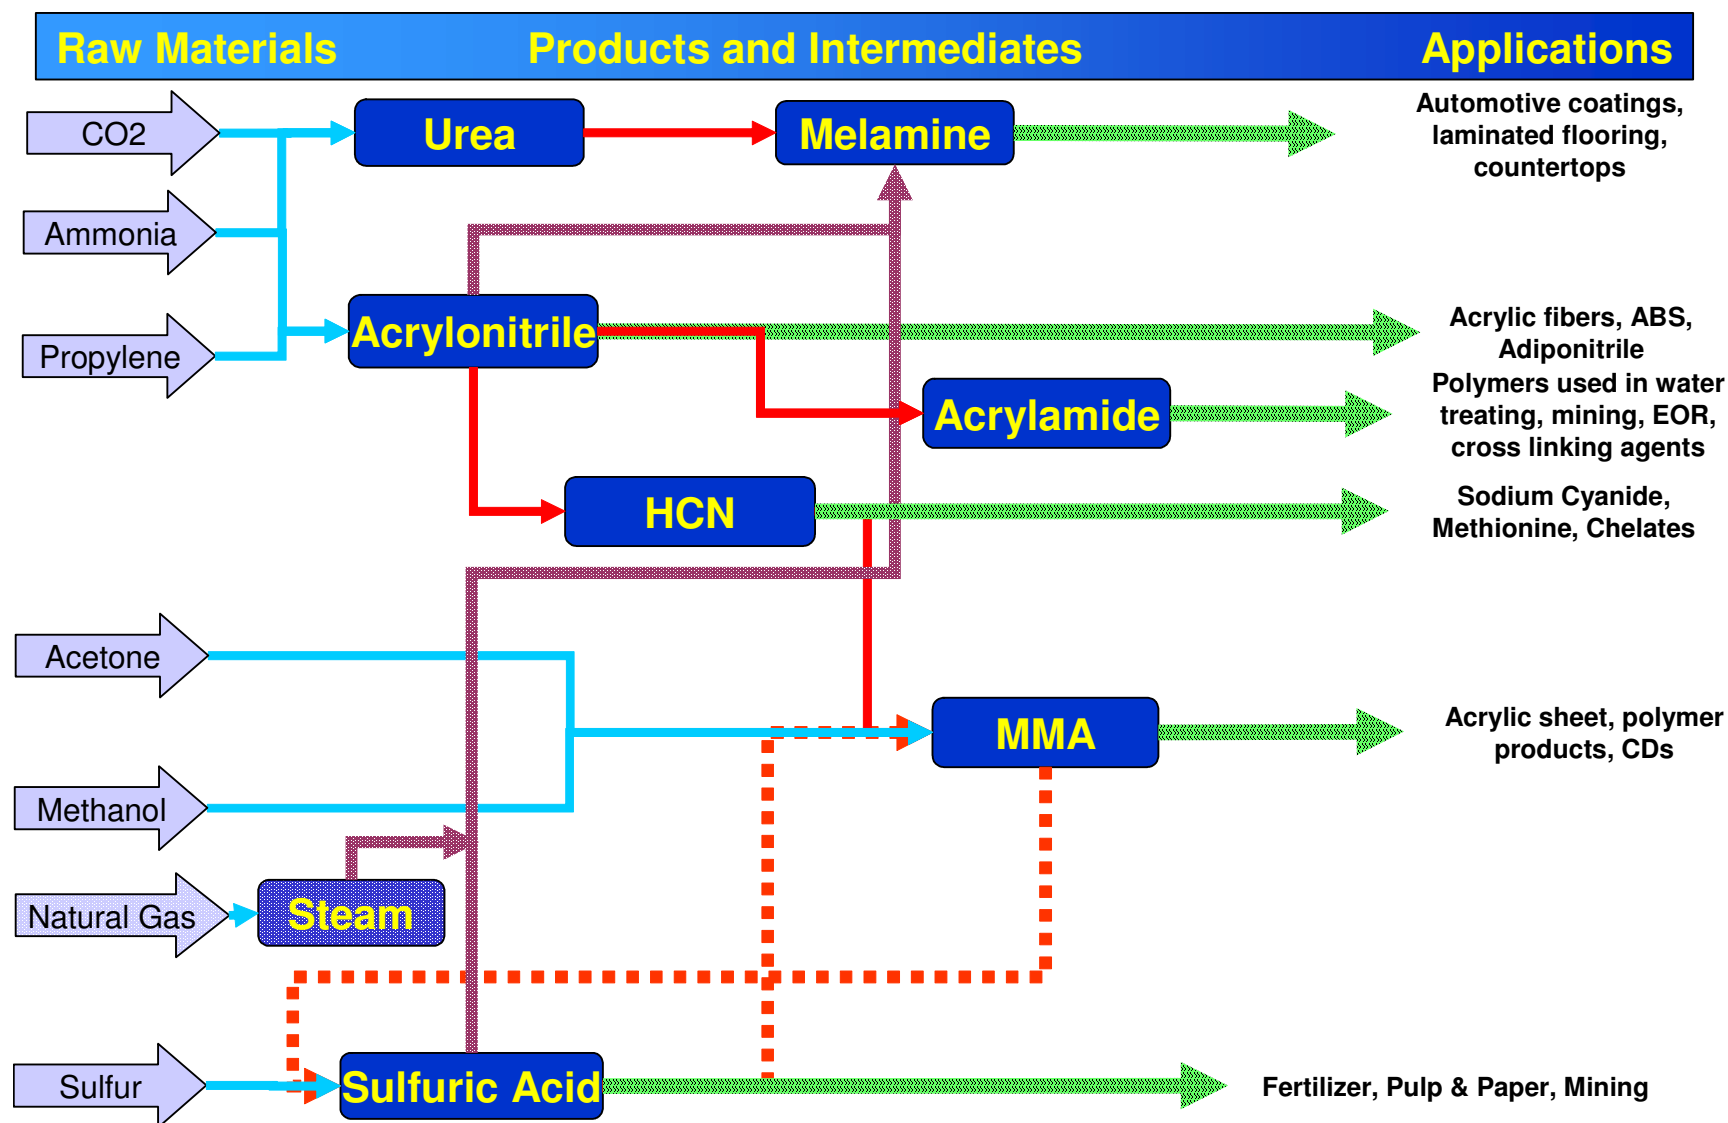 Raw Materials
Products and Intermediates
Applications
CO2
Urea
Melamine
Automotive coatings,
laminated flooring,
countertops
Ammonia
Propylene
Acrylonitrile
Acrylic fibers, ABS,
Adiponitrile
Acrylamide
Polymers used in water
treating, mining, EOR,
cross linking agents
HCN
Sodium Cyanide,
Methionine, Chelates
Acetone
MMA
Acrylic sheet, polymer
products, CDs
Methanol
Natural Gas
Steam
Sulfur
Sulfuric Acid
Fertilizer, Pulp & Paper, Mining